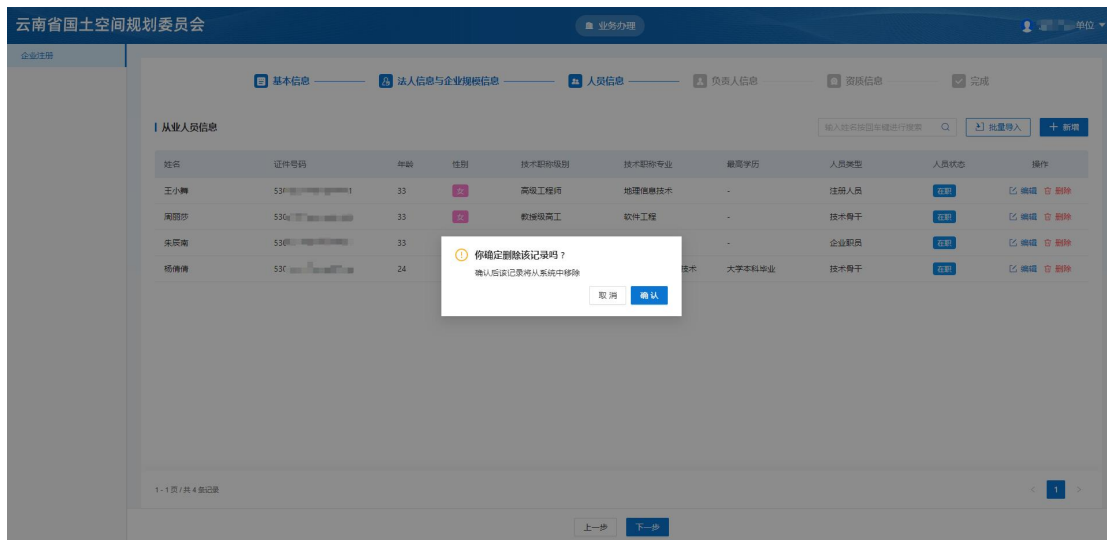 云南省国土空间规划委员会
业务办理
单位
企业注册
基本信息 法人信息与企业规模信息 人员信息 负责人信息 资质信息 完成
从业人员信息
输入姓名按回车键进行搜索 批量导入 新增
姓名 证件号码 年龄 性别 技术职称级别 技术职称专业 最高学历 人员类型 人员状态 操作
王小舞 53 1 33 女 高级工程师 地理信息技术 - 注册人员 在职 编辑 删除
周丽莎 530 33 女 教授级高工 软件工程 - 技术骨干 在职 编辑 删除
朱辰南 530 33 - 企业职员 在职 编辑 删除
杨倩倩 530 24 技术 大学本科毕业 技术骨干 在职 编辑 删除
你确定删除该记录吗？
确认后该记录将从系统中移除
取消 确认
1-1页/共4条记录
1
上一步 下一步